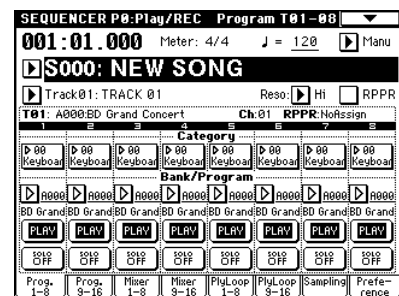 SEQUENCER P0:Play/REC Program T01-08
001:01.000 Meter: 4/4 ♩ = 120 Manu
S000: NEW SONG
Track01: TRACK 01 Reso: Hi RPPR
T01: A000:BD Grand Concert Ch:01 RPPR:NoAssign
1 2 3 4 5 6 7 8
Category
00 00 00 00 00 00 00 00
Keyboar Keyboar Keyboar Keyboar Keyboar Keyboar Keyboar Keyboar
Bank/Program
A000 A000 A000 A000 A000 A000 A000 A000
BD Grand BD Grand BD Grand BD Grand BD Grand BD Grand BD Grand BD Grand
PLAY PLAY PLAY PLAY PLAY PLAY PLAY PLAY
SOLO SOLO SOLO SOLO SOLO SOLO SOLO SOLO
OFF OFF OFF OFF OFF OFF OFF OFF
Prog. Prog. Mixer Mixer PlyLoop PlyLoop Sampling Prefe-
1-8 9-16 1-8 9-16 1-8 9-16 rence